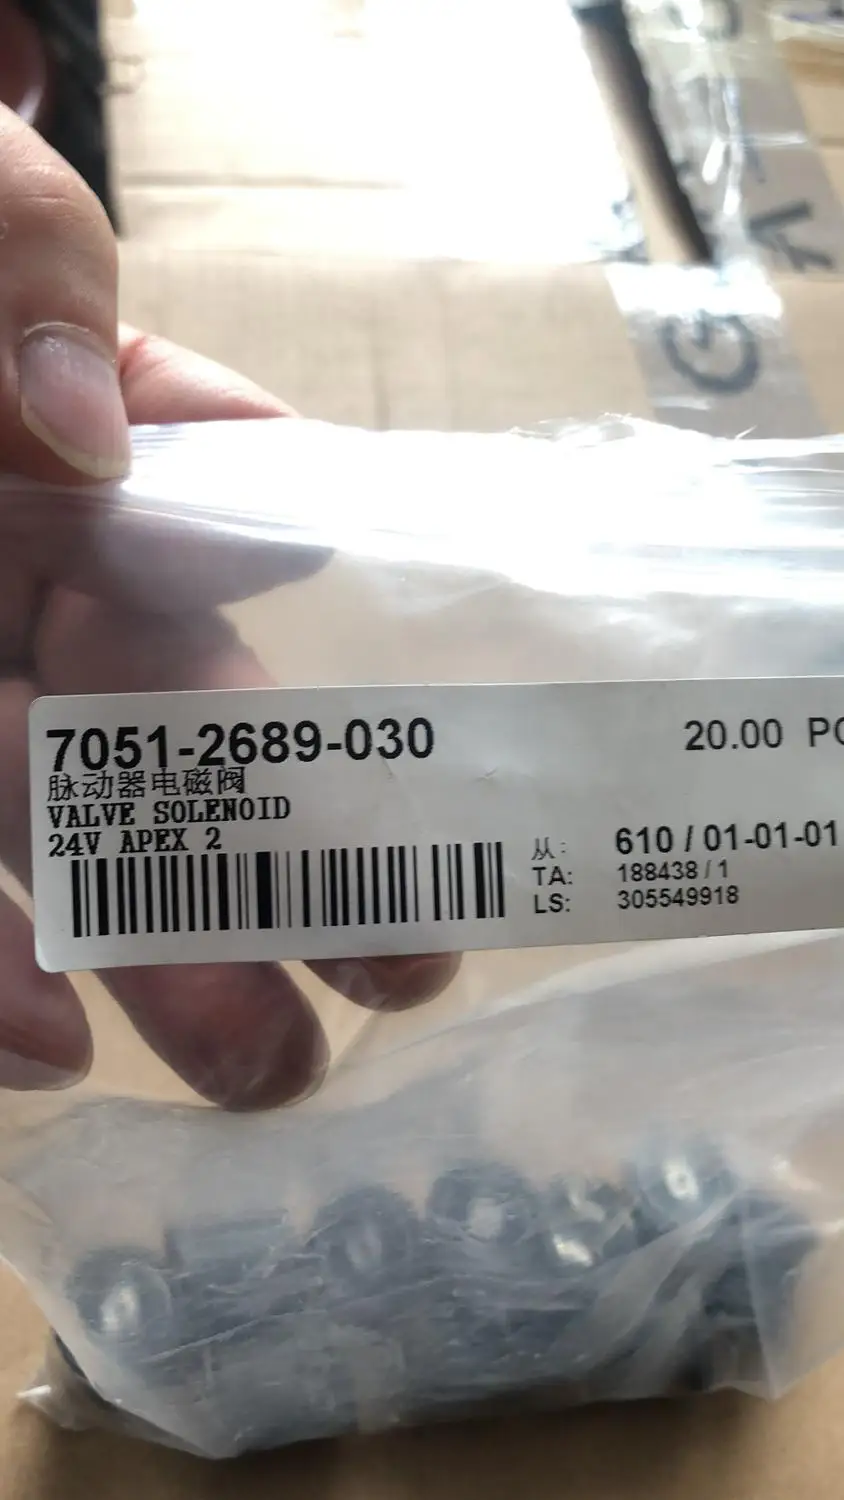 7051-2689-030
20.00 PC
脉动器电磁阀
VALVE SOLENOID
24V APEX 2
从: 610 / 01-01-01
TA: 188438 / 1
LS: 305549918